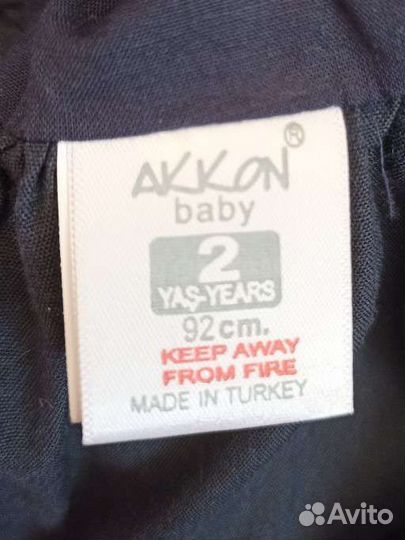 AKKON®
baby
2
YAŞ-YEARS
92cm.
KEEP AWAY
FROM FIRE
MADE IN TURKEY
Avito